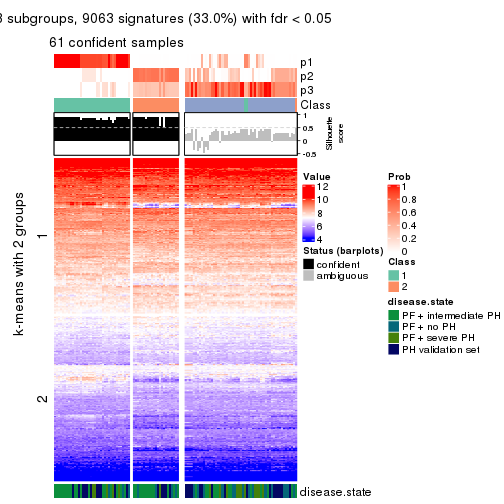 3 subgroups, 9063 signatures (33.0%) with fdr < 0.05
61 confident samples
p1
p2
p3
Class
1
0.5
0
-0.5
Silhouette
score
k-means with 2 groups
1
2
disease.state
Value
12
10
8
6
4
Status (barplots)
confident
ambiguous
Prob
1
0.8
0.6
0.4
0.2
0
Class
1
2
disease.state
PF + intermediate PH
PF + no PH
PF + severe PH
PH validation set